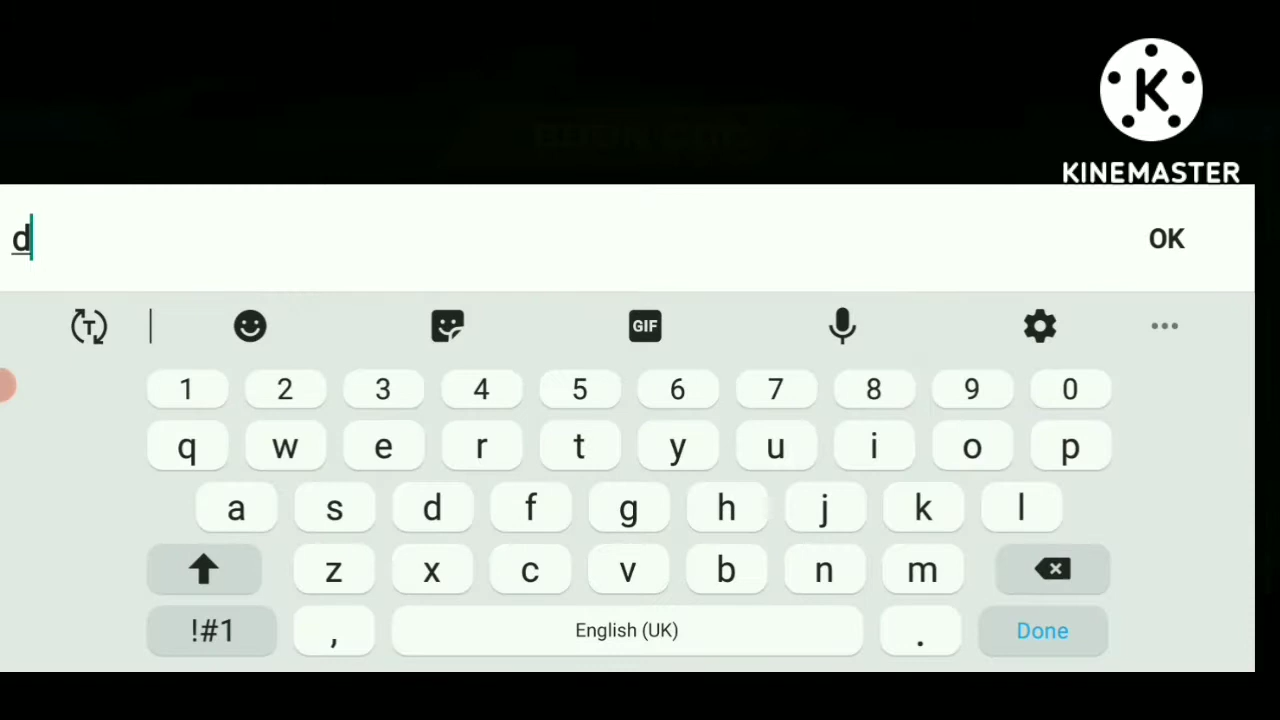 K
KINEMASTER
d
OK
T
GIF
1 2 3 4 5 6 7 8 9 0
q w e r t y u i o p
a s d f g h j k l
z x c v b n m
!#1 , English (UK) . Done